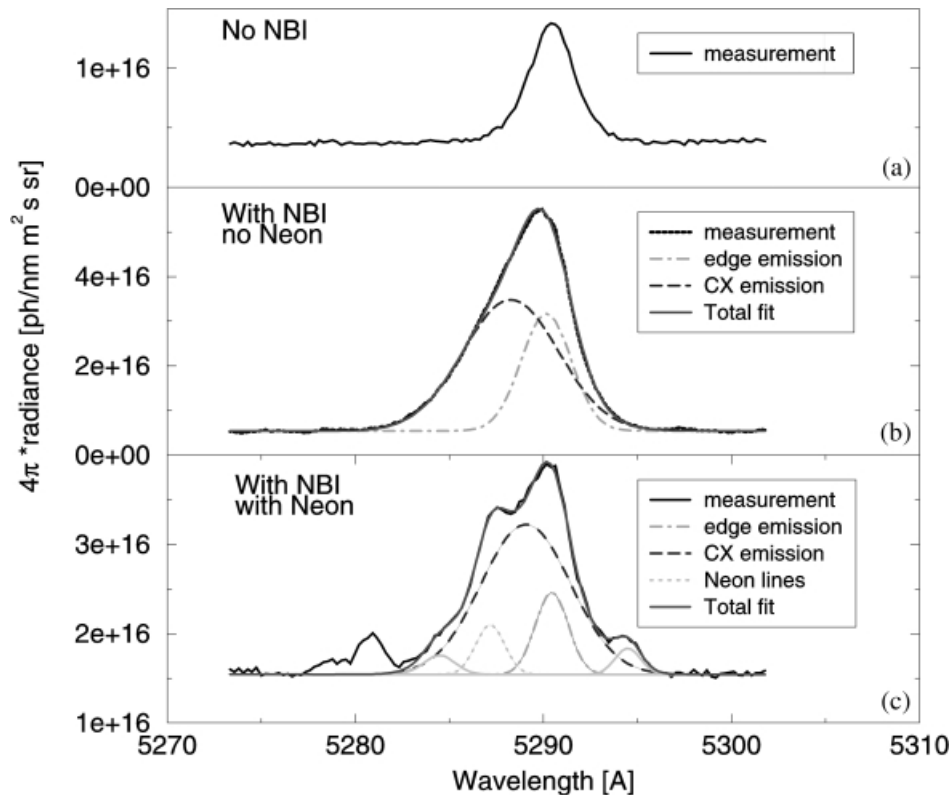 4π *radiance [ph/nm m² s sr]
No NBI
measurement
1e+16
0e+00
(a)
With NBI
no Neon
measurement
edge emission
CX emission
Total fit
4e+16
2e+16
0e+00
(b)
With NBI
with Neon
measurement
edge emission
CX emission
Neon lines
Total fit
3e+16
2e+16
1e+16
(c)
5270 5280 5290 5300 5310
Wavelength [A]